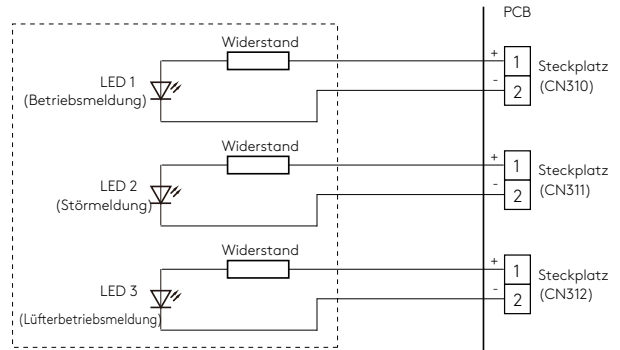 PCB
Widerstand
LED 1
(Betriebsmeldung)
+
-
1
2
Steckplatz
(CN310)
Widerstand
LED 2
(Störmeldung)
+
-
1
2
Steckplatz
(CN311)
Widerstand
LED 3
(Lüfterbetriebsmeldung)
+
-
1
2
Steckplatz
(CN312)